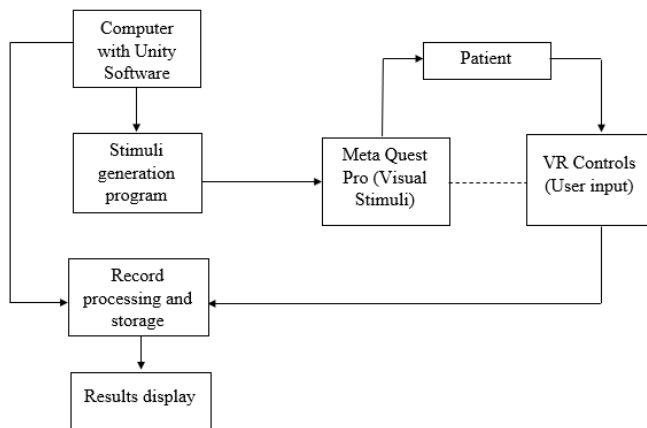 Computer
with Unity
Software
Patient
Stimuli
generation
program
Meta Quest
Pro (Visual
Stimuli)
VR Controls
(User input)
Record
processing and
storage
Results display